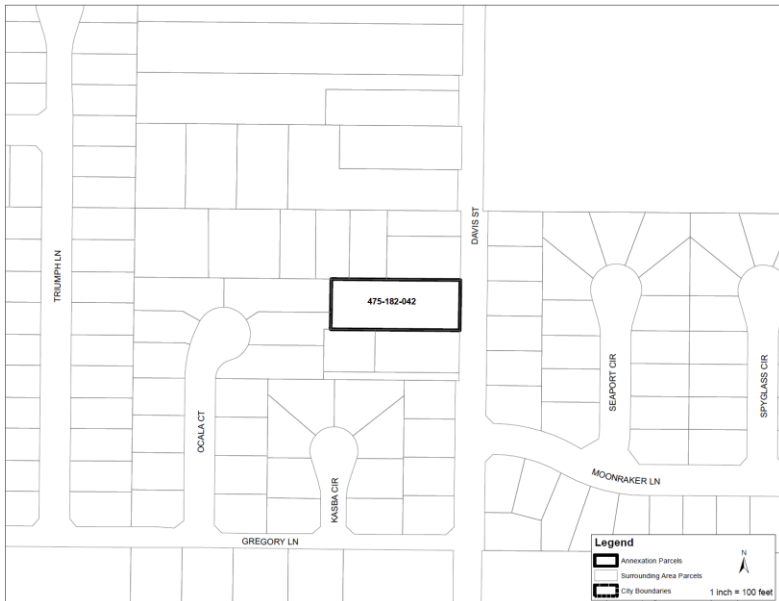 DAVIS ST
TRIUMPH LN
475-182-042
SEAPORT CIR
SPYGLASS CIR
OCALA CT
KASBA CIR
MOONRAKER LN
GREGORY LN
Legend
Annexation Parcels
Surrounding Area Parcels
City Boundaries
N
1 inch = 100 feet